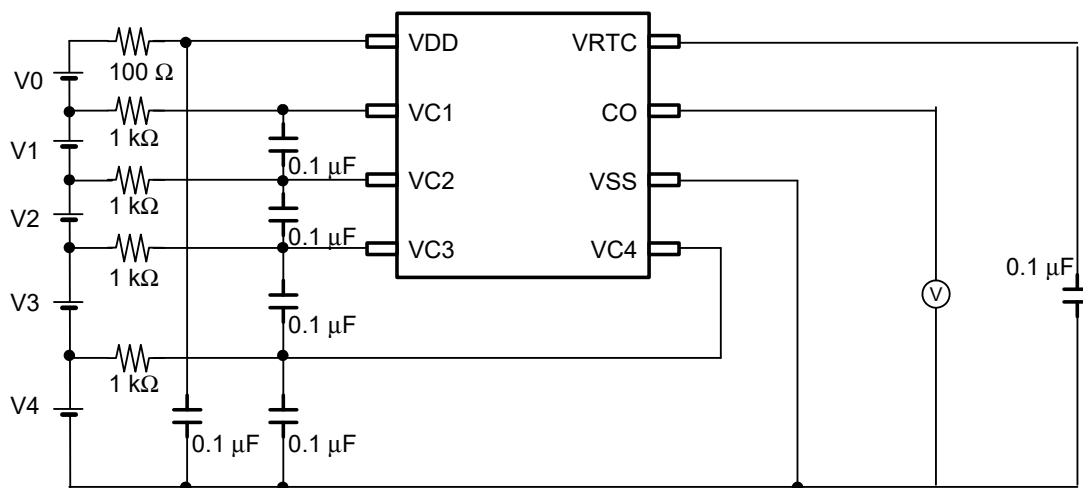 VDD
VRTC
V0
100 Ω
VC1
CO
V1
1 kΩ
0.1 µF
VC2
VSS
V2
1 kΩ
0.1 µF
VC3
VC4
1 kΩ
0.1 µF
V3
0.1 µF
V
1 kΩ
V4
0.1 µF
0.1 µF